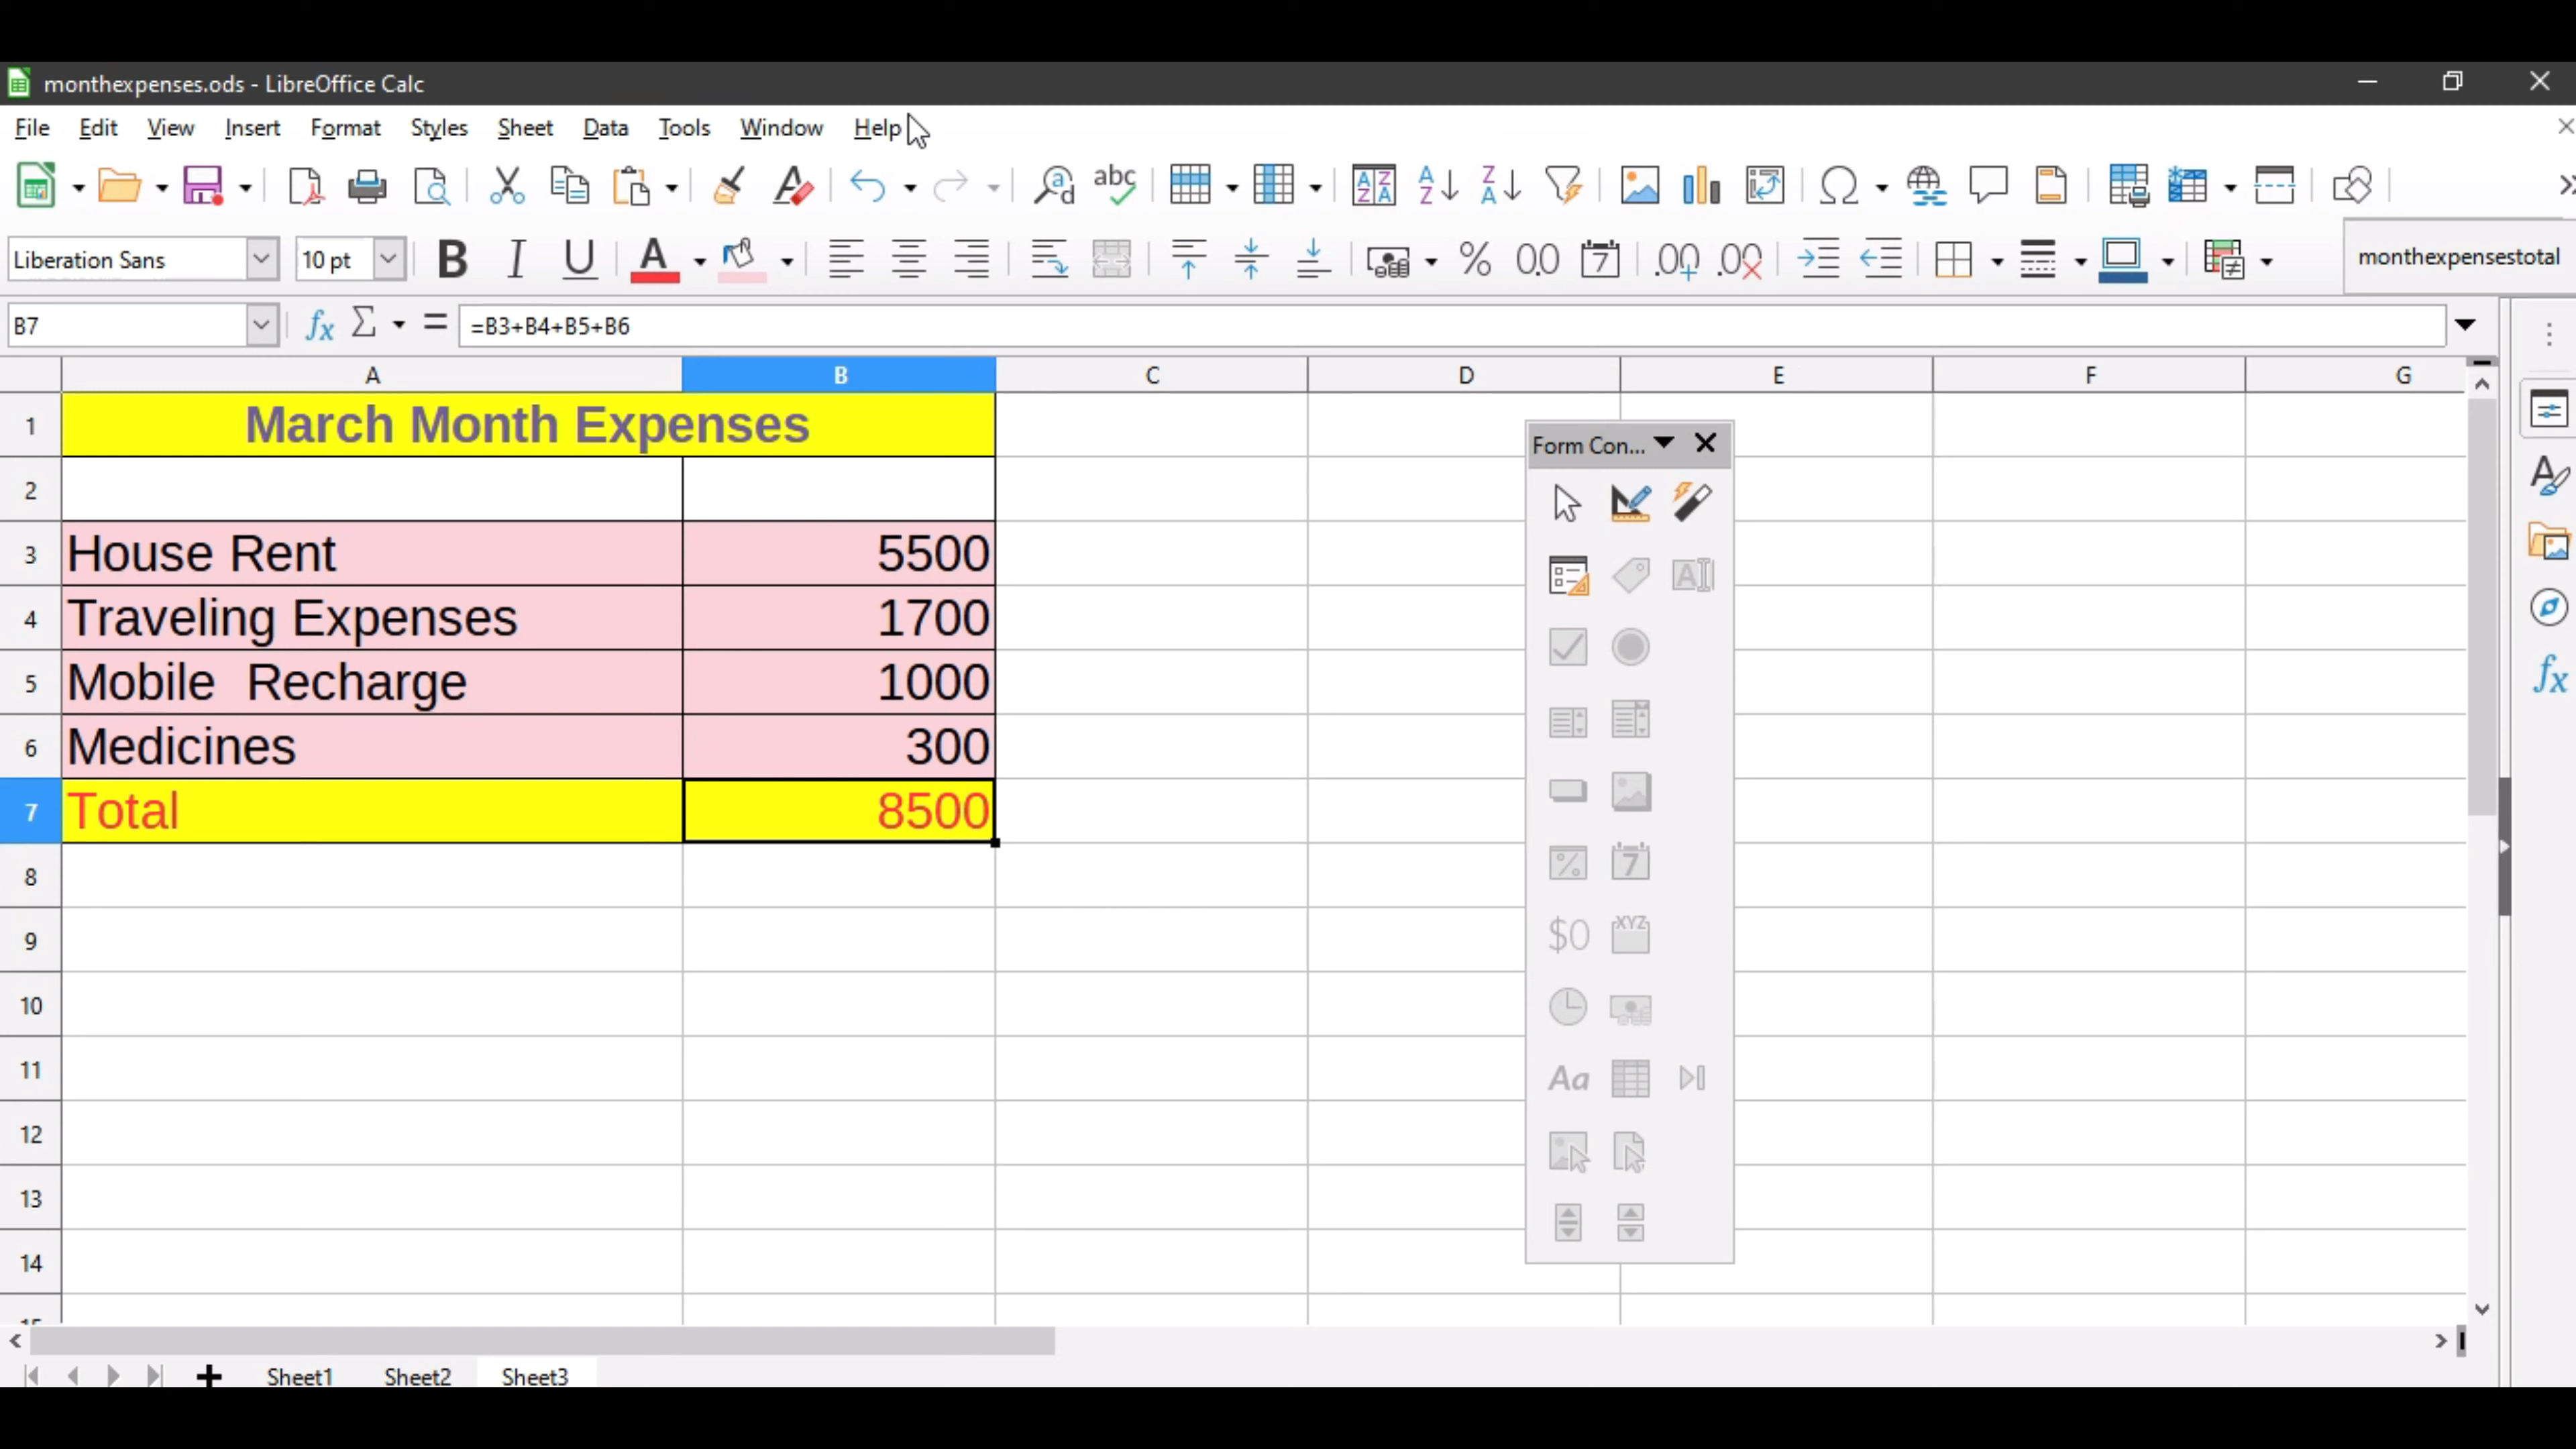 monthexpenses.ods - LibreOffice Calc
File Edit View Insert Format Styles Sheet Data Tools Window Help
Liberation Sans 10 pt monthexpensestotal
B7 =B3+B4+B5+B6
A B C D E F G
1 March Month Expenses
Form Con...
2
3 House Rent 5500
4 Traveling Expenses 1700
5 Mobile  Recharge 1000
6 Medicines 300
7 Total 8500
8
9
10
11
12
13
14
Sheet1 Sheet2 Sheet3